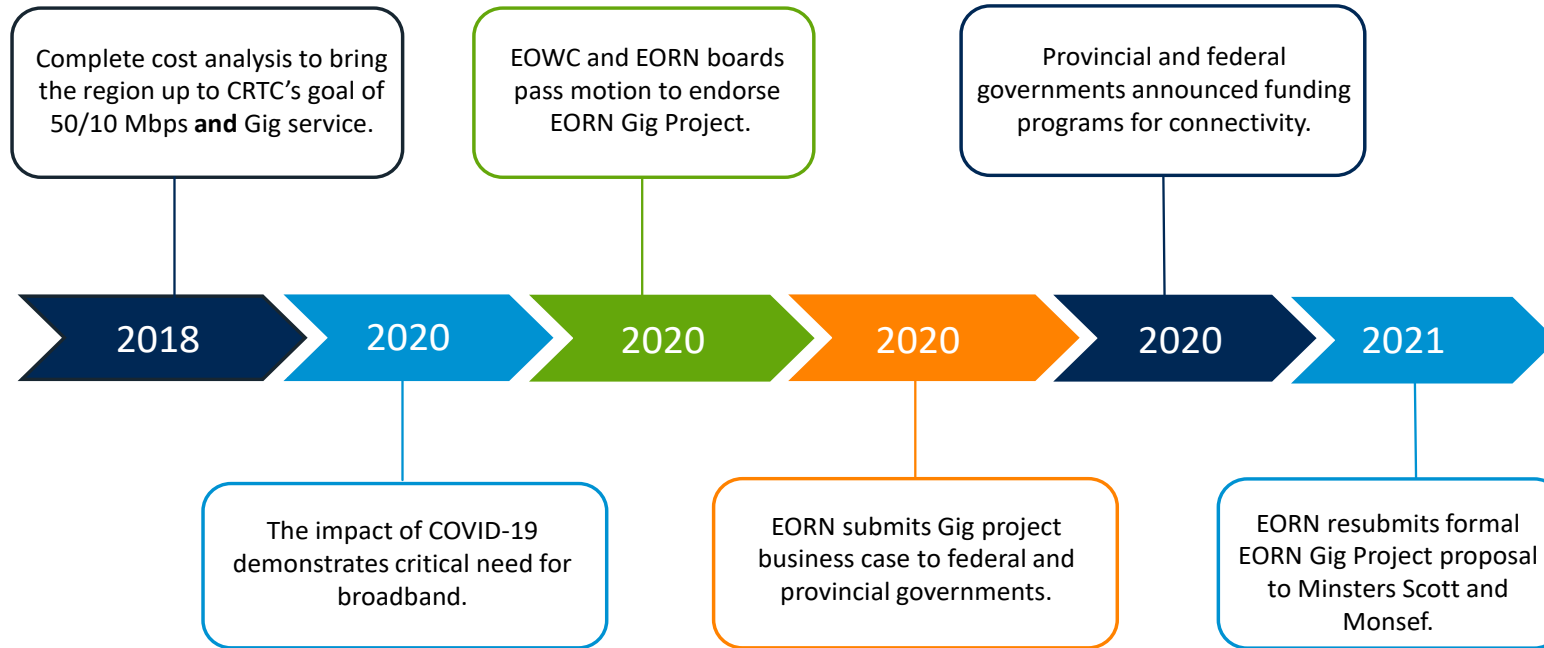 Complete cost analysis to bring
the region up to CRTC's goal of
50/10 Mbps and Gig service.
EOWC and EORN boards
pass motion to endorse
EORN Gig Project.
Provincial and federal
governments announced funding
programs for connectivity.
2018
2020
2020
2020
2020
2021
The impact of COVID-19
demonstrates critical need for
broadband.
EORN submits Gig project
business case to federal and
provincial governments.
EORN resubmits formal
EORN Gig Project proposal
to Minsters Scott and
Monsef.